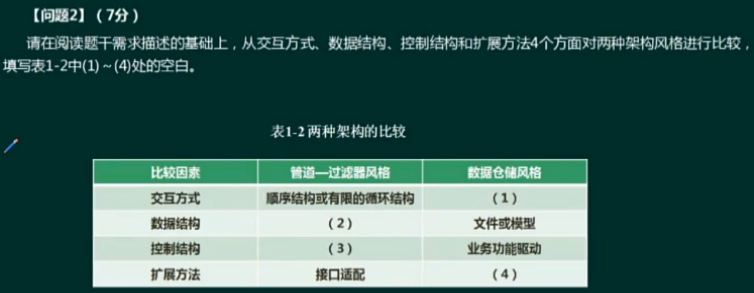 【问题2】(7分)
请在阅读题干需求描述的基础上，从交互方式、数据结构、控制结构和扩展方法4个方面对两种架构风格进行比较，
填写表1-2中(1)~(4)处的空白。
表1-2 两种架构的比较
比较因素 管道—过滤器风格 数据仓储风格
交互方式 顺序结构或有限的循环结构 (1)
数据结构 (2) 文件或模型
控制结构 (3) 业务功能驱动
扩展方法 接口适配 (4)